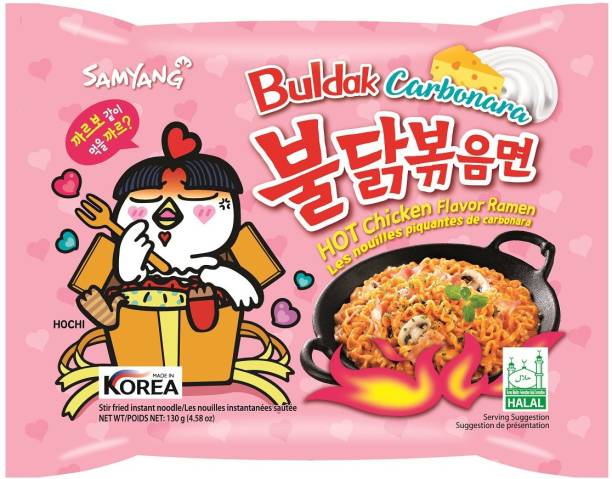 SAMYANG
Buldak Carbonara
까르보 같이
먹을까르?
불닭볶음면
HOT Chicken Flavor Ramen
Les nouilles piquantes de carbonara
HOCHI
MADE IN
KOREA
Stir fried instant noodle/Les nouilles instantanées sautée
NET WT/POIDS NET: 130 g (4.58 oz)
حلال
HALAL
Serving Suggestion
Suggestion de présentation